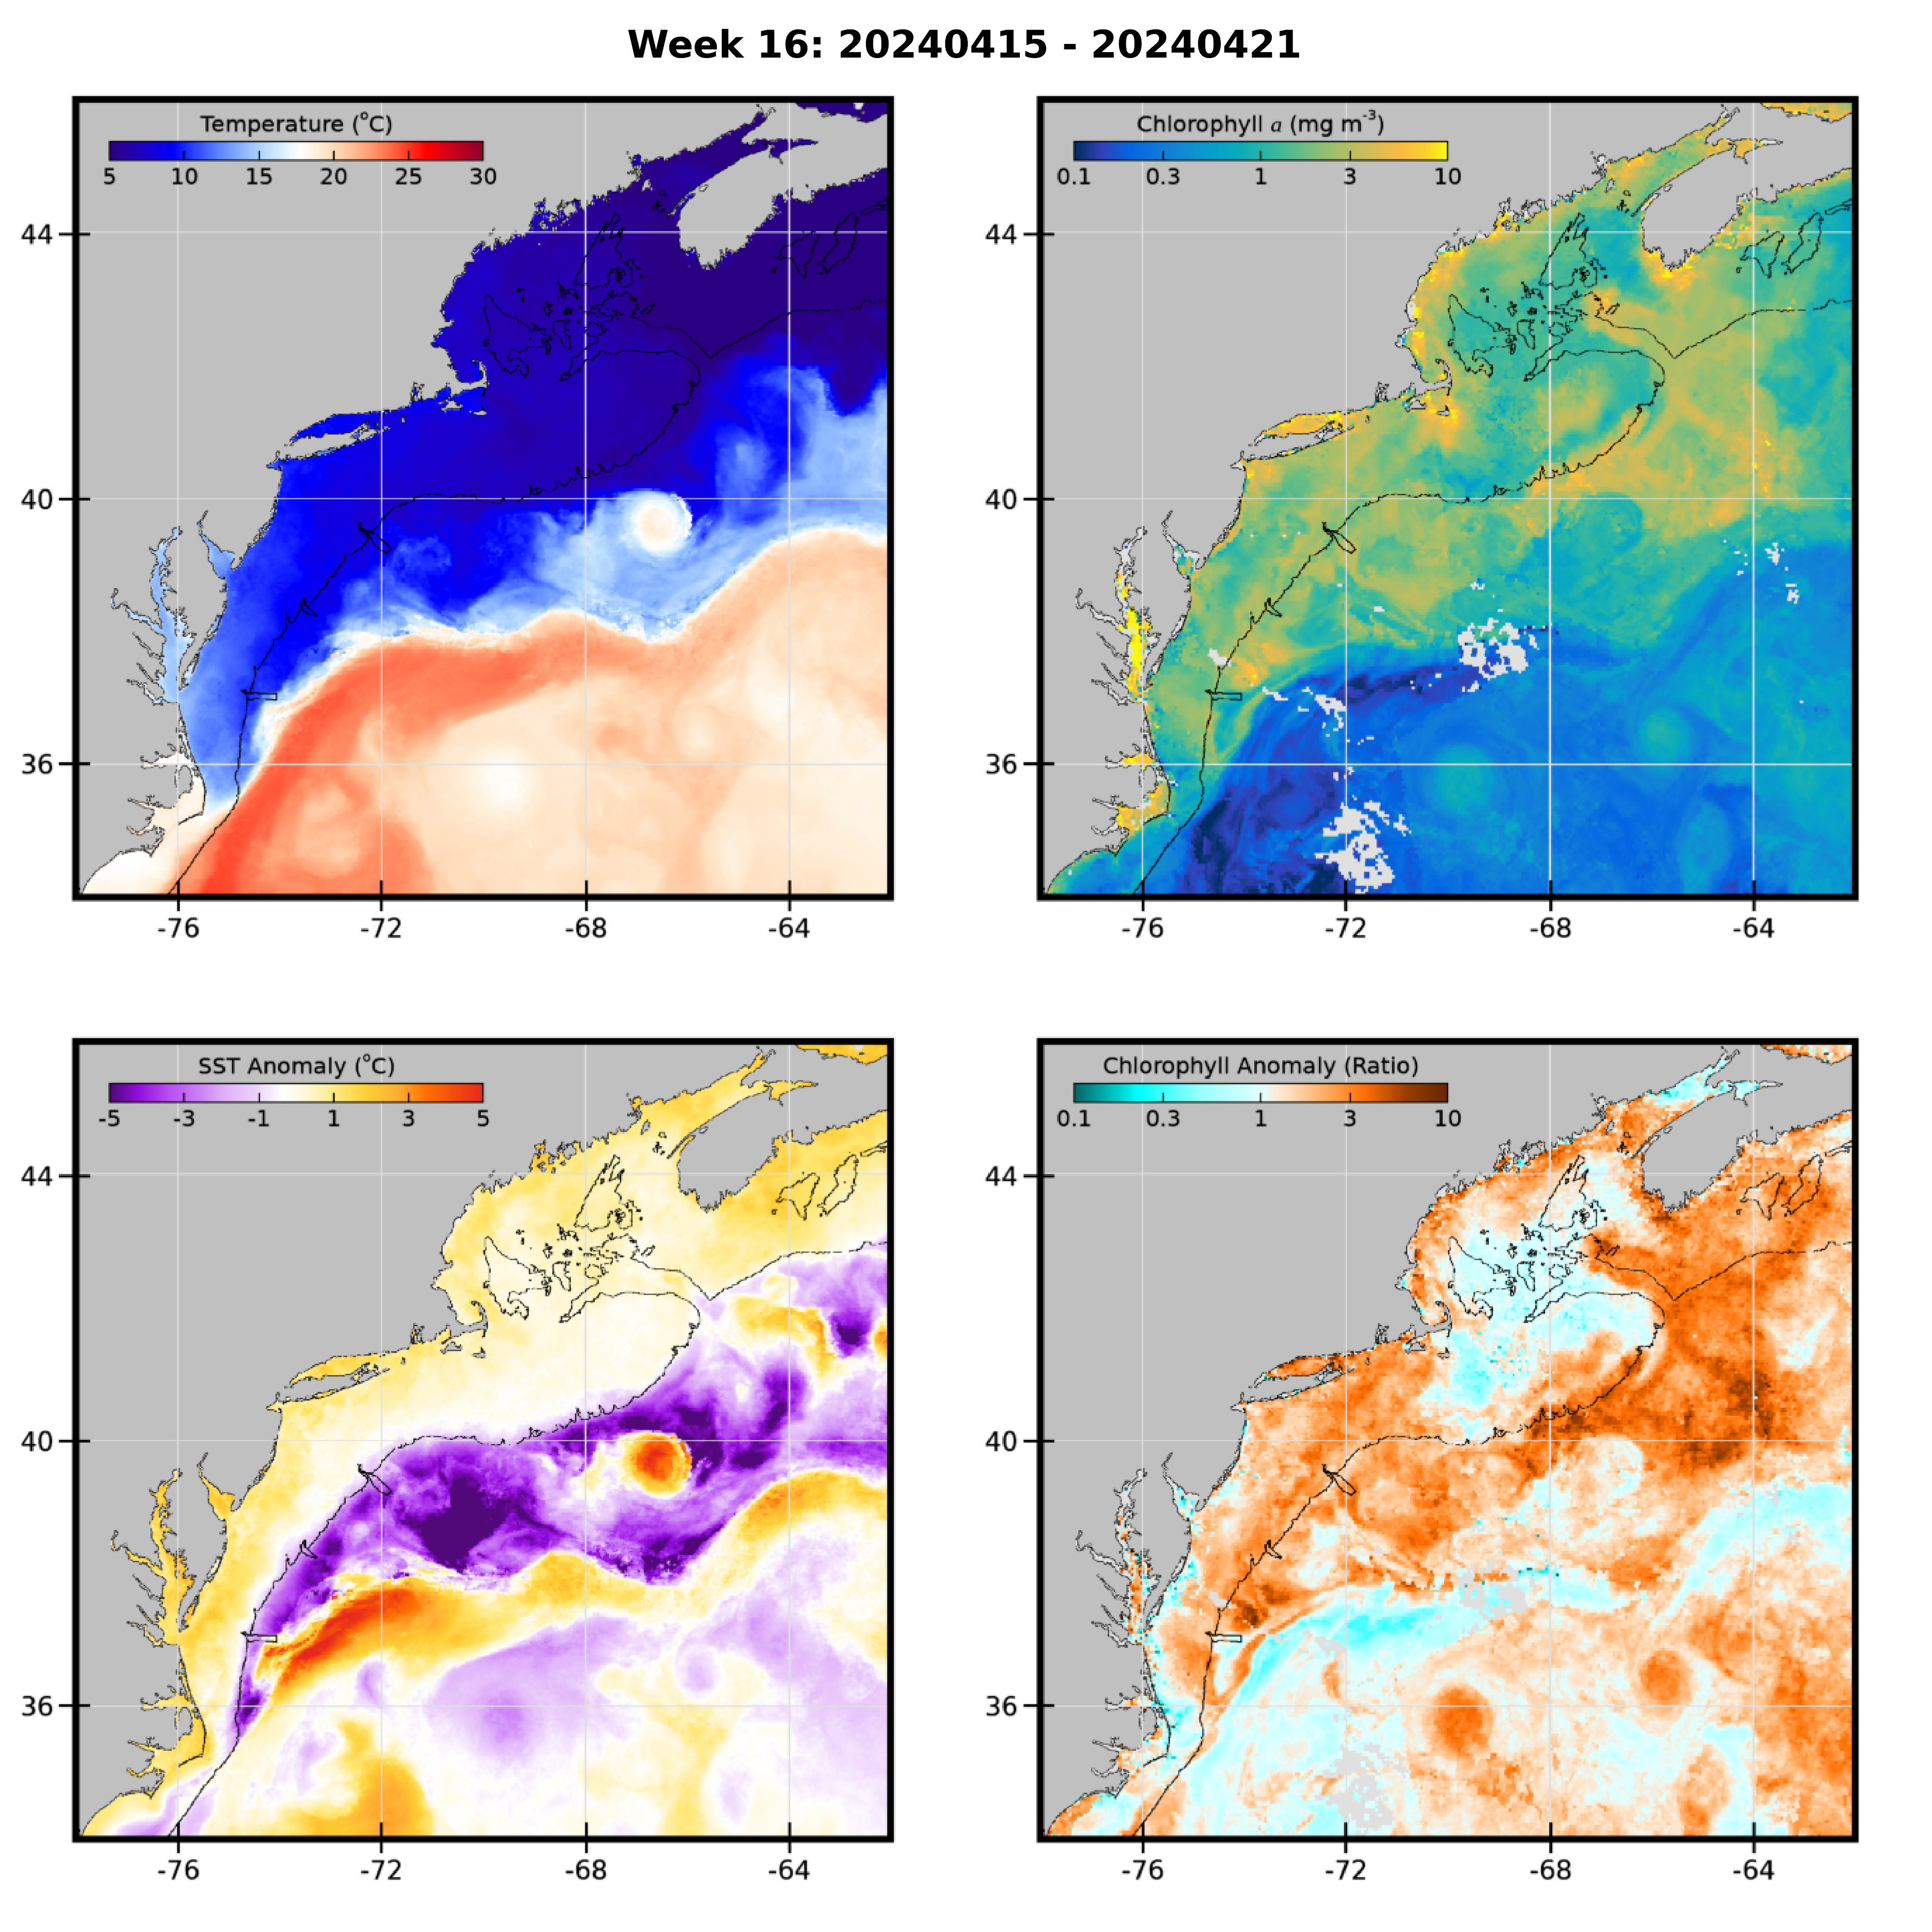 Week 16: 20240415 - 20240421
Temperature (°C)
5 10 15 20 25 30
44
40
36
-76 -72 -68 -64
Chlorophyll a (mg m⁻³)
0.1 0.3 1 3 10
44
40
36
-76 -72 -68 -64
SST Anomaly (°C)
-5 -3 -1 1 3 5
44
40
36
-76 -72 -68 -64
Chlorophyll Anomaly (Ratio)
0.1 0.3 1 3 10
44
40
36
-76 -72 -68 -64